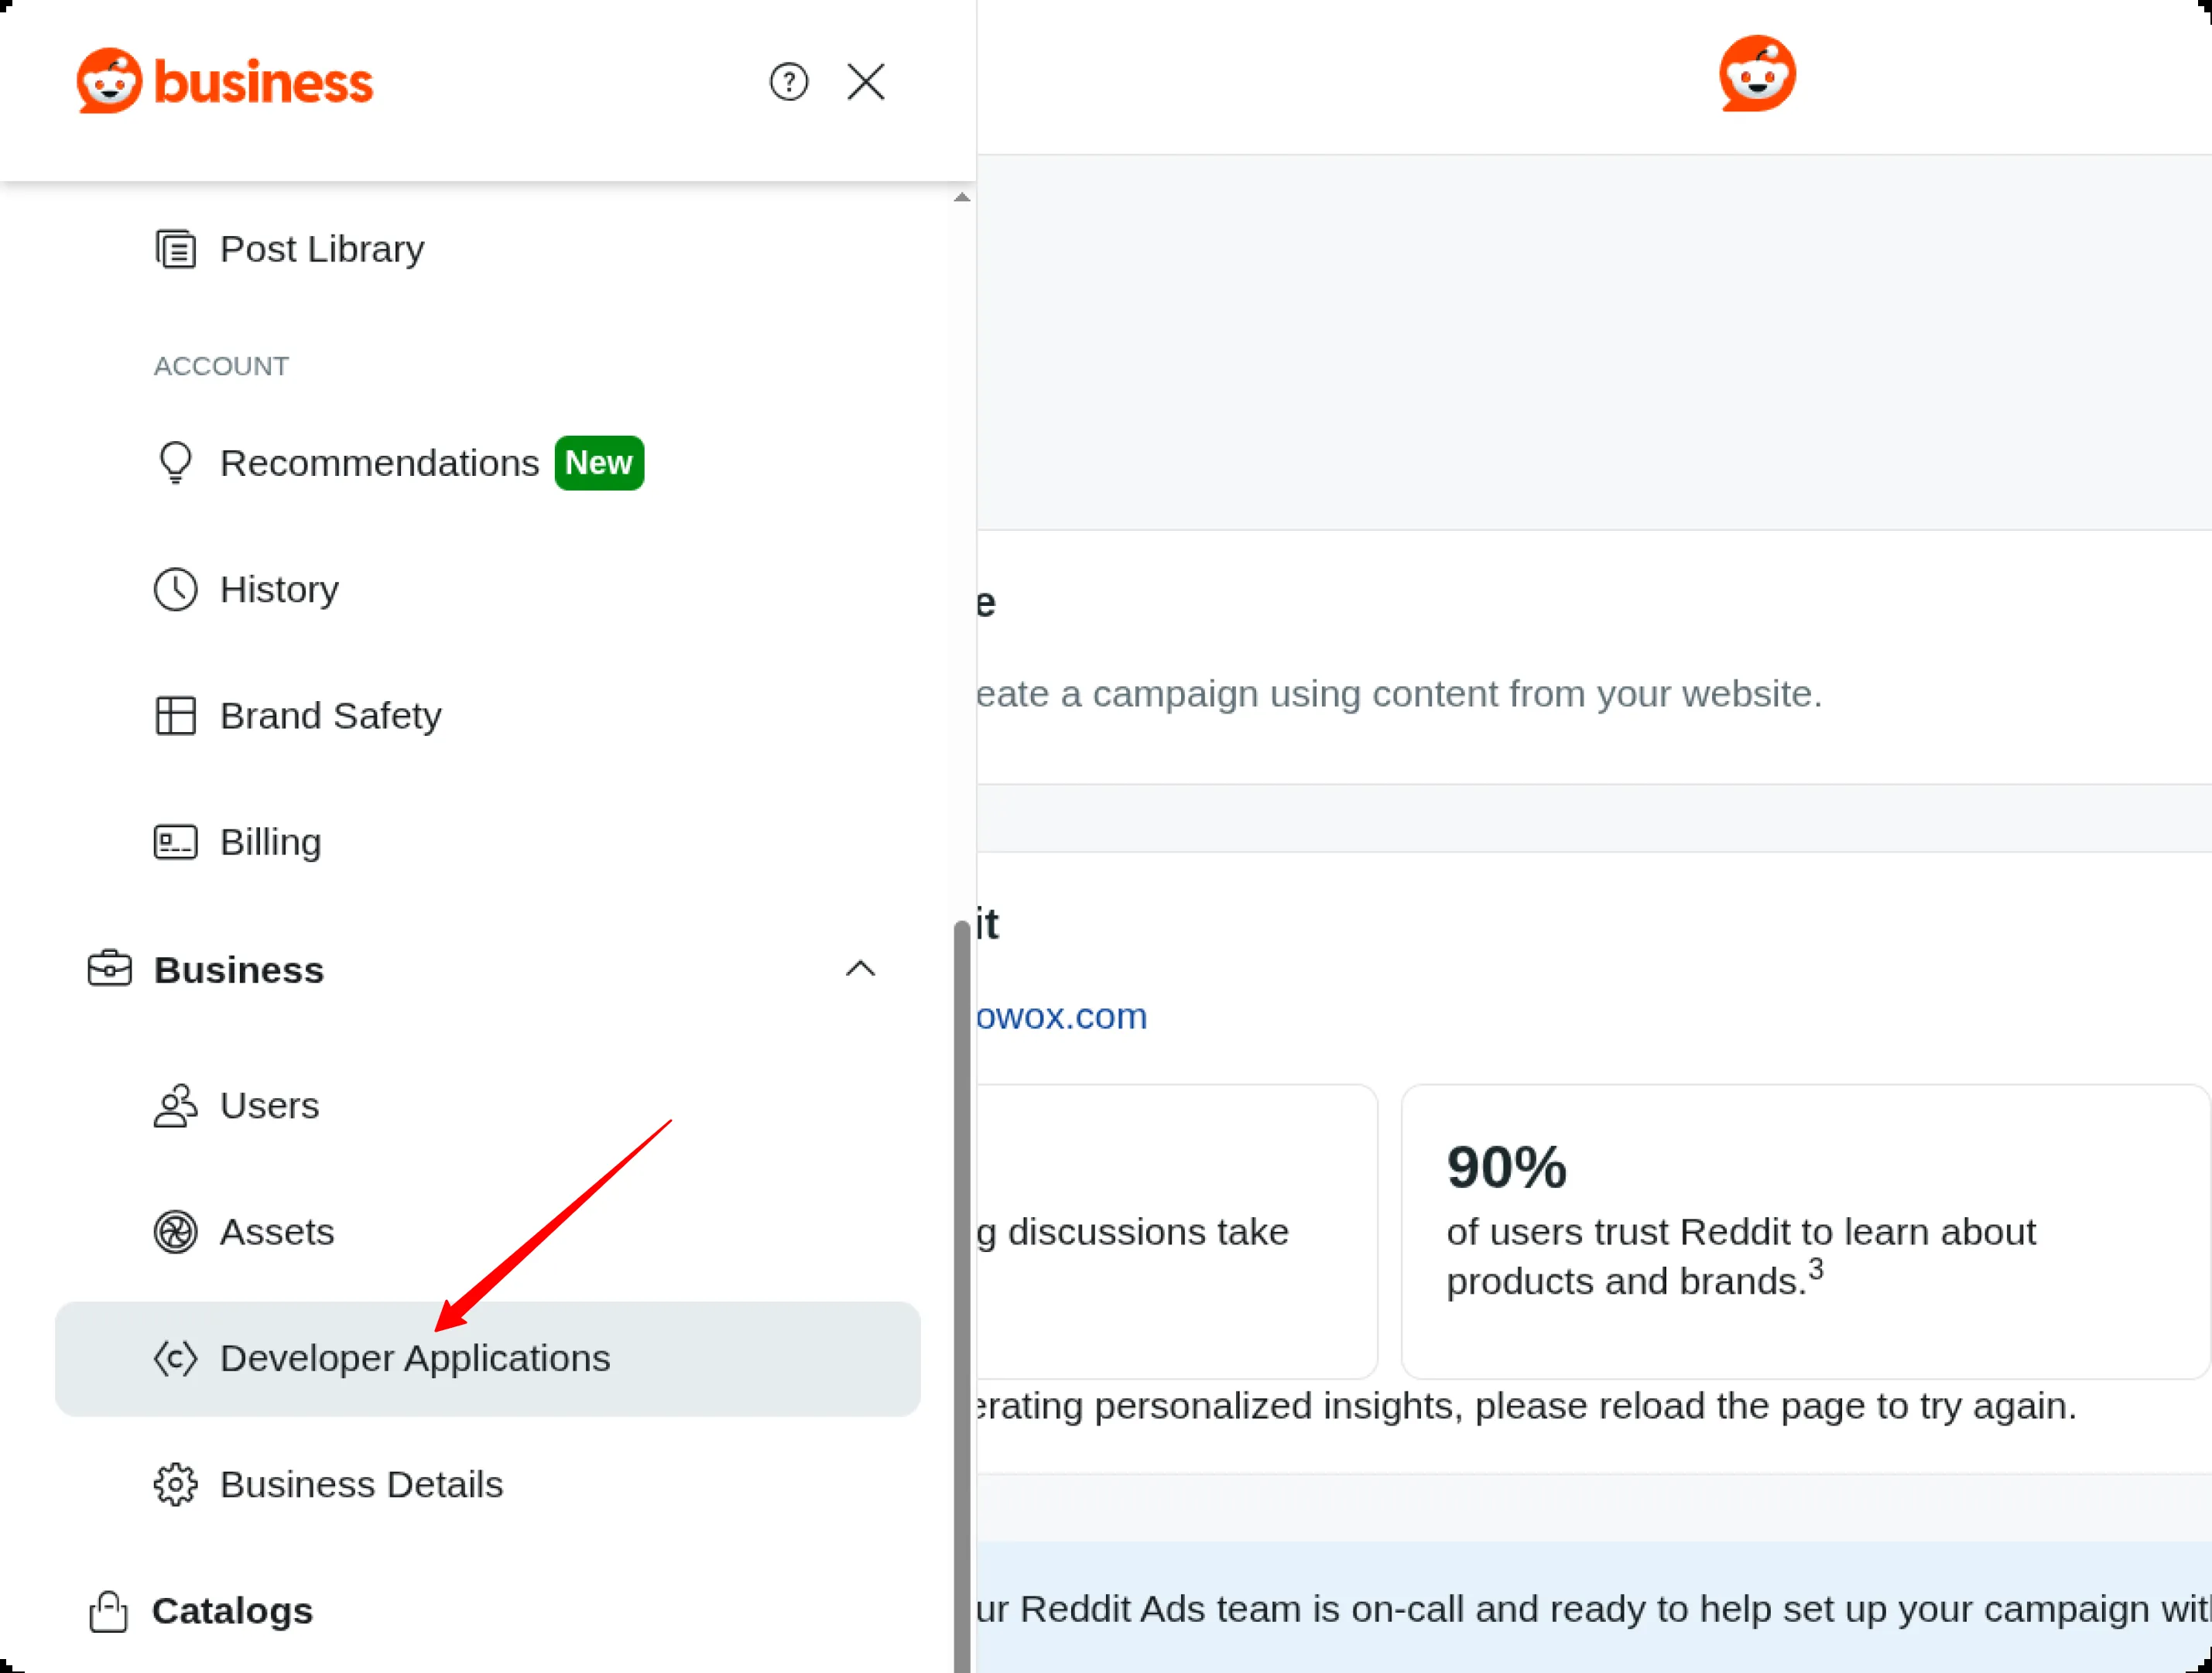 business
?
Post Library
ACCOUNT
Recommendations New
History
Brand Safety
Billing
Business
Users
Assets
Developer Applications
Business Details
Catalogs
e
eate a campaign using content from your website.
it
owox.com
g discussions take
90%
of users trust Reddit to learn about
products and brands.3
erating personalized insights, please reload the page to try again.
ur Reddit Ads team is on-call and ready to help set up your campaign wit